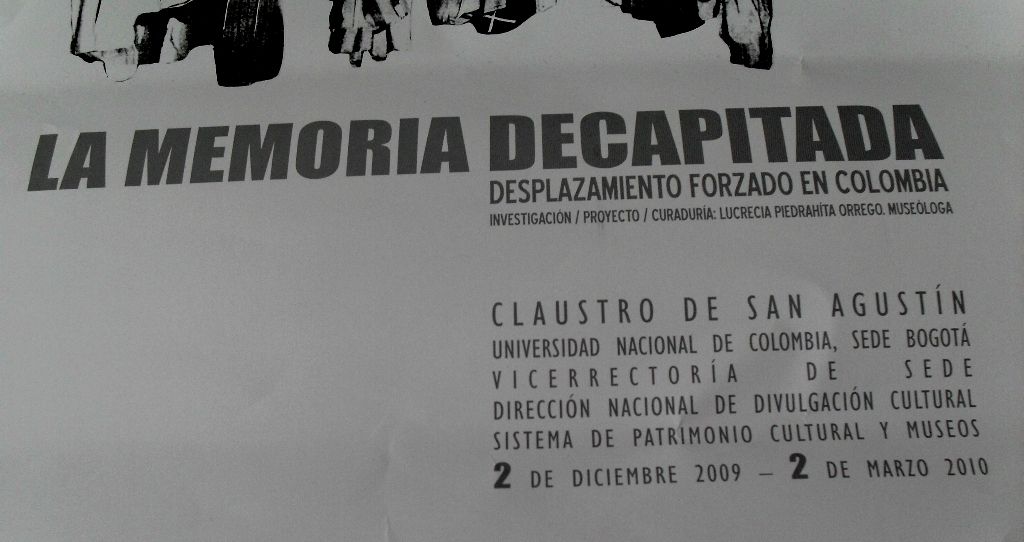 LA MEMORIA DECAPITADA
DESPLAZAMIENTO FORZADO EN COLOMBIA
INVESTIGACIÓN / PROYECTO / CURADURÍA: LUCRECIA PIEDRAHÍTA ORREGO. MUSEÓLOGA
CLAUSTRO DE SAN AGUSTÍN
UNIVERSIDAD NACIONAL DE COLOMBIA, SEDE BOGOTÁ
VICERRECTORÍA DE SEDE
DIRECCIÓN NACIONAL DE DIVULGACIÓN CULTURAL
SISTEMA DE PATRIMONIO CULTURAL Y MUSEOS
2 DE DICIEMBRE 2009 – 2 DE MARZO 2010